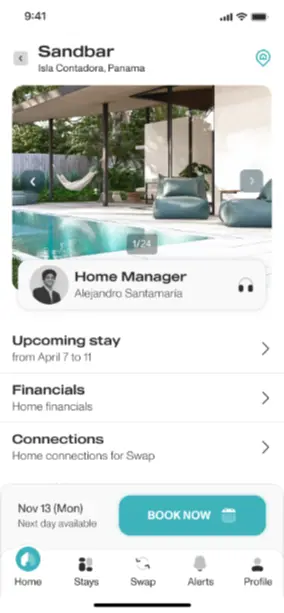 9:41
Sandbar
Isla Contadora, Panama
1/24
Home Manager
Alejandro Santamaría
Upcoming stay
from April 7 to 11
Financials
Home financials
Connections
Home connections for Swap
Nov 13 (Mon)
Next day available
BOOK NOW
Home
Stays
Swap
Alerts
Profile